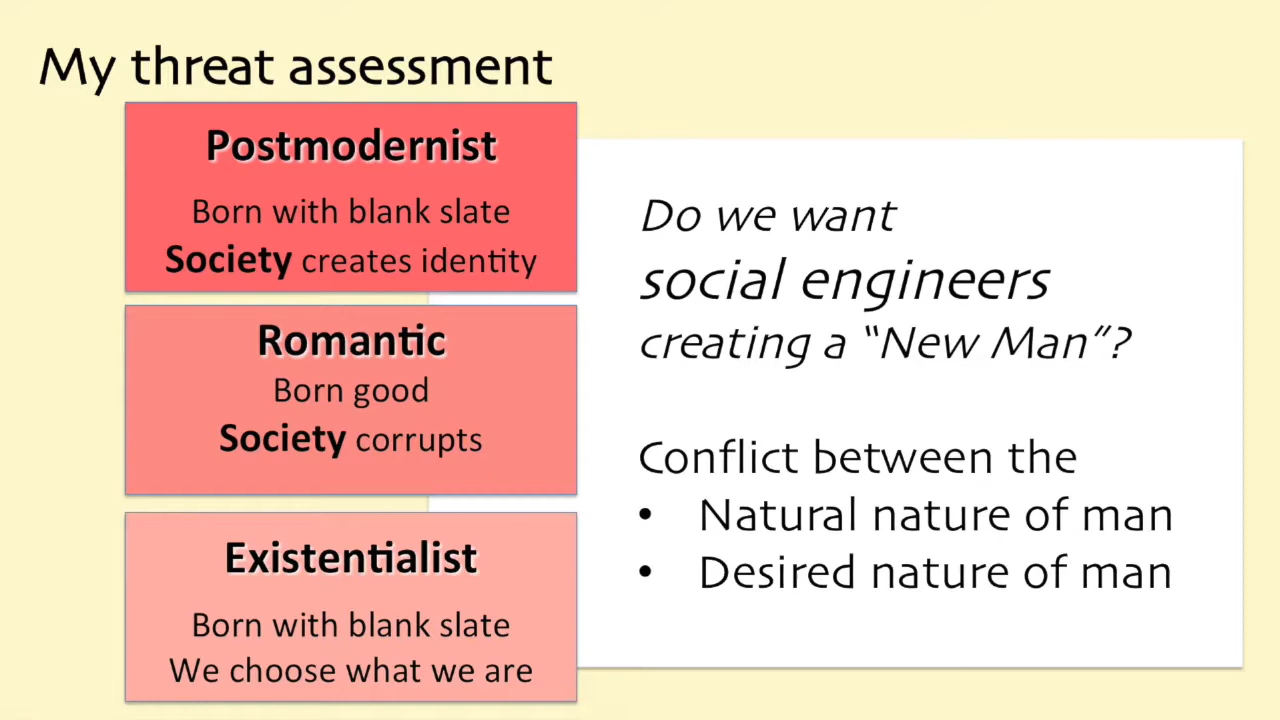 My threat assessment
Postmodernist
Born with blank slate
Society creates identity
Romantic
Born good
Society corrupts
Existentialist
Born with blank slate
We choose what we are
Do we want
social engineers
creating a “New Man”?
Conflict between the
• Natural nature of man
• Desired nature of man